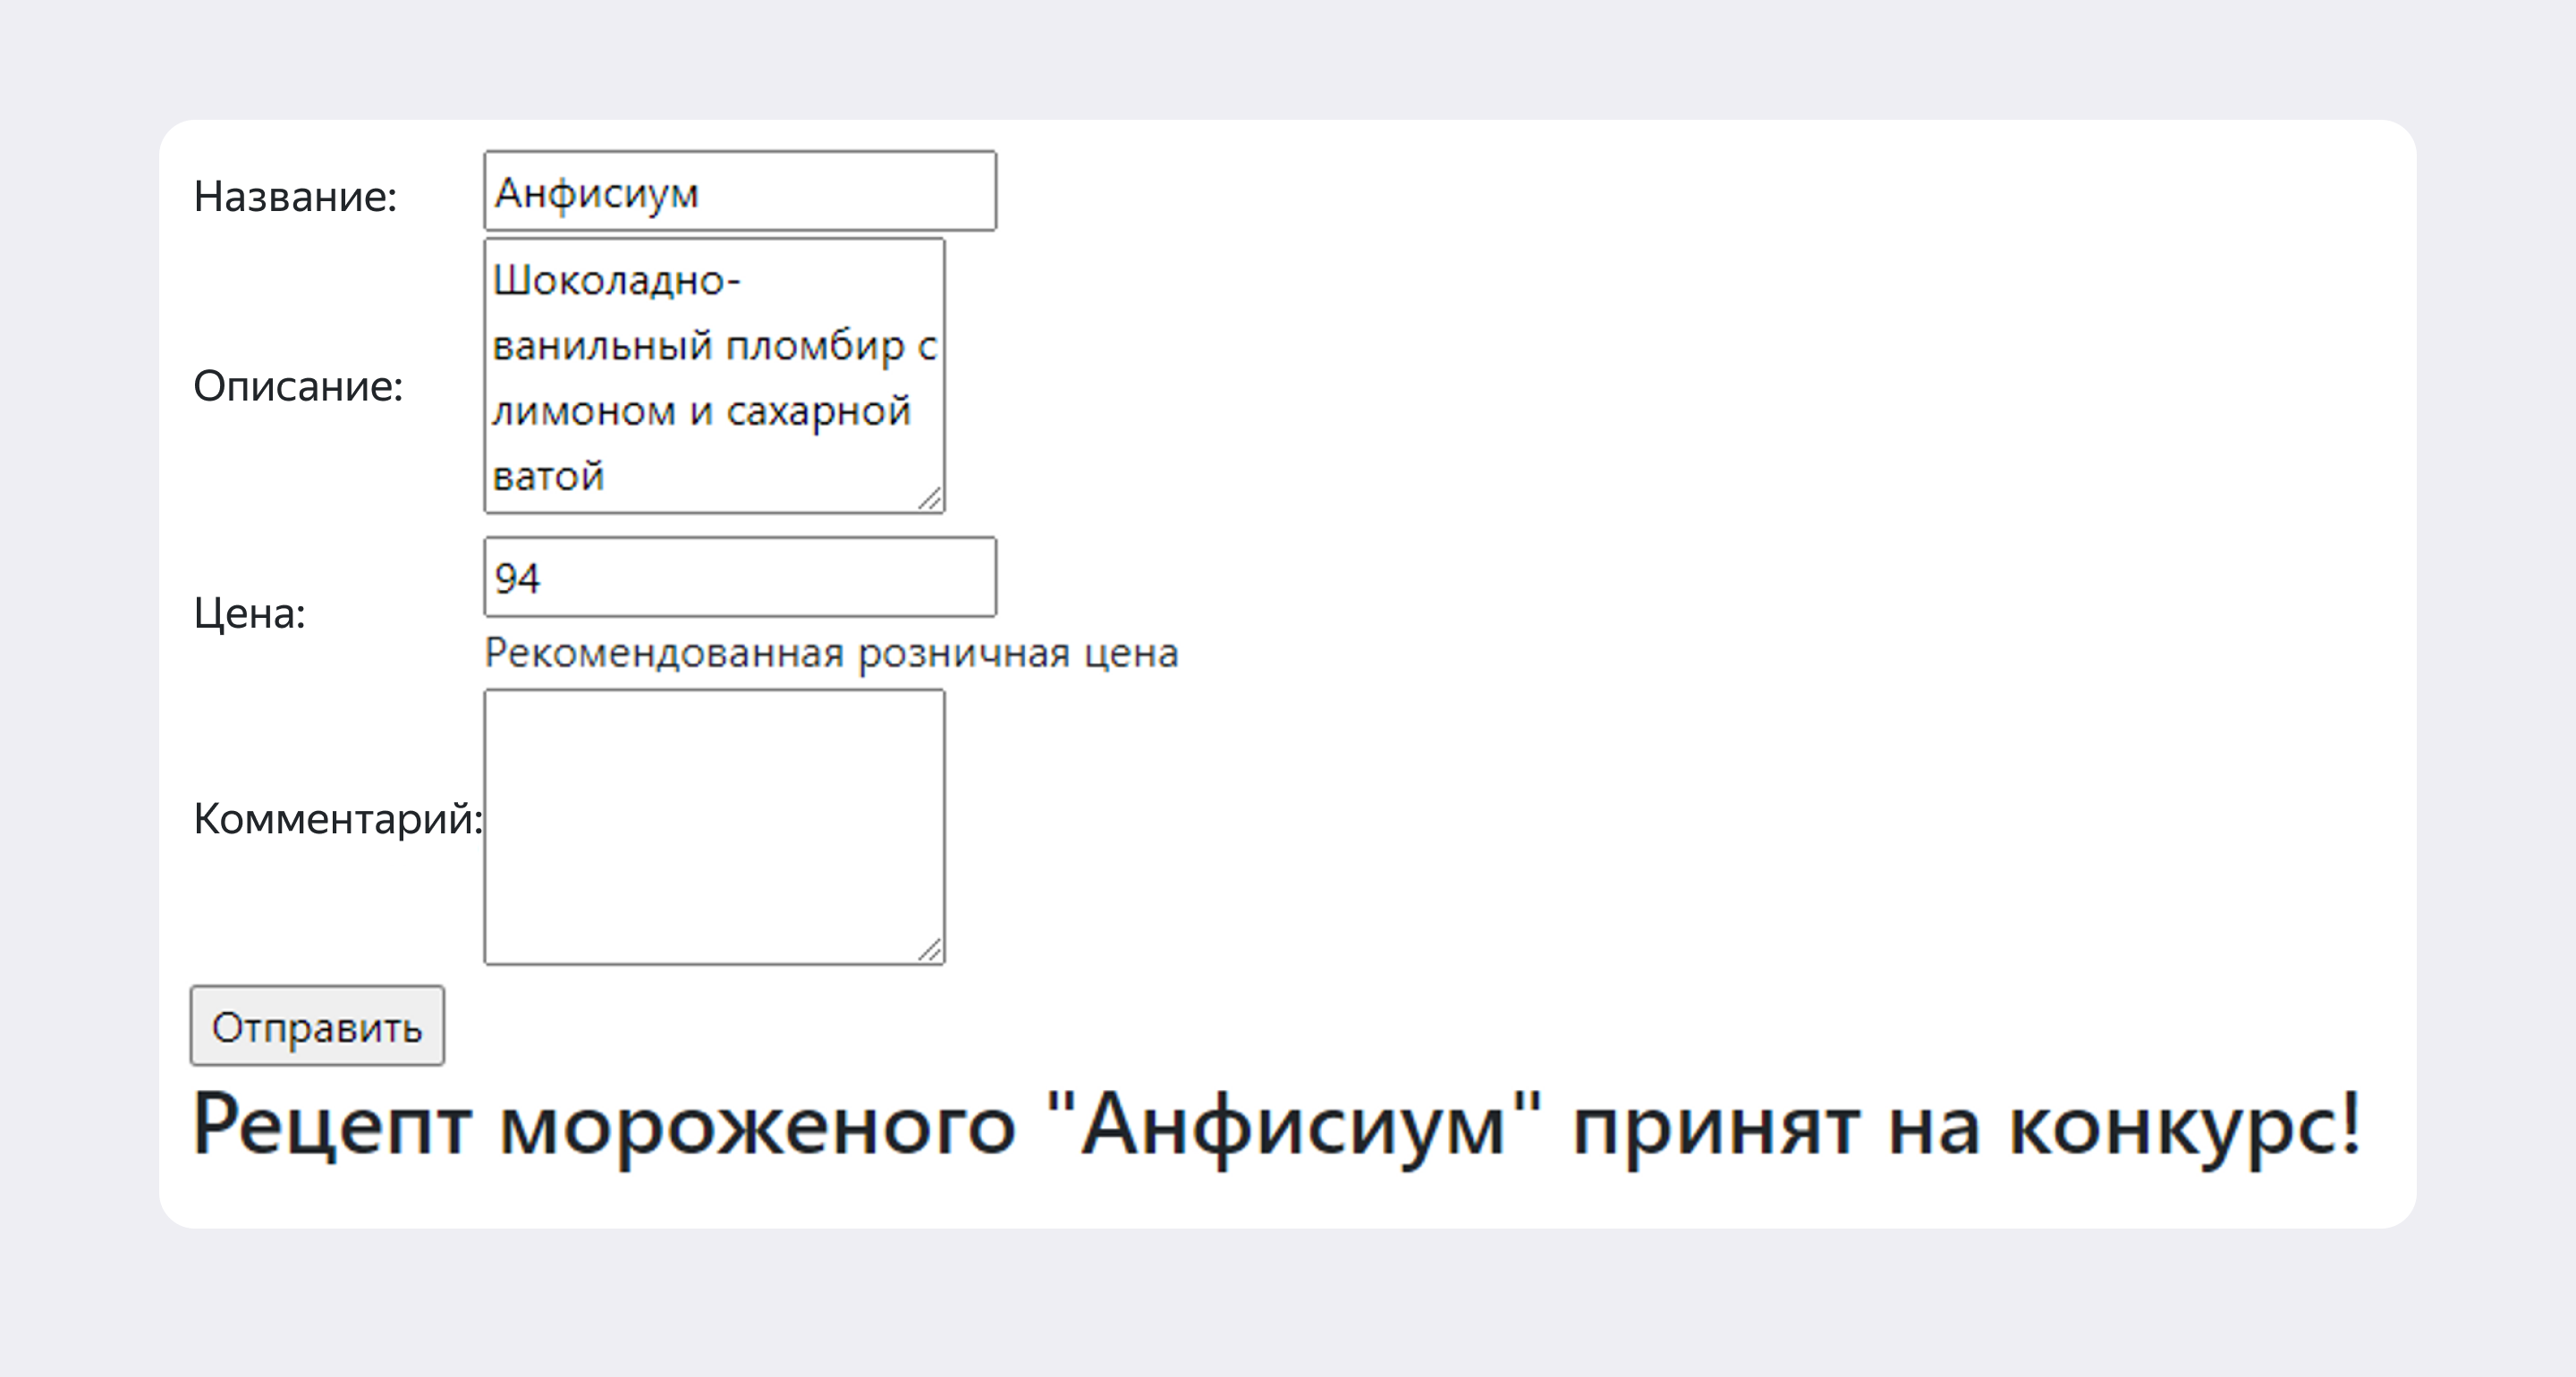 Название:
Анфисиум
Описание:
Шоколадно-
ванильный пломбир с
лимоном и сахарной
ватой
Цена:
94
Рекомендованная розничная цена
Комментарий:
Отправить
Рецепт мороженого "Анфисиум" принят на конкурс!